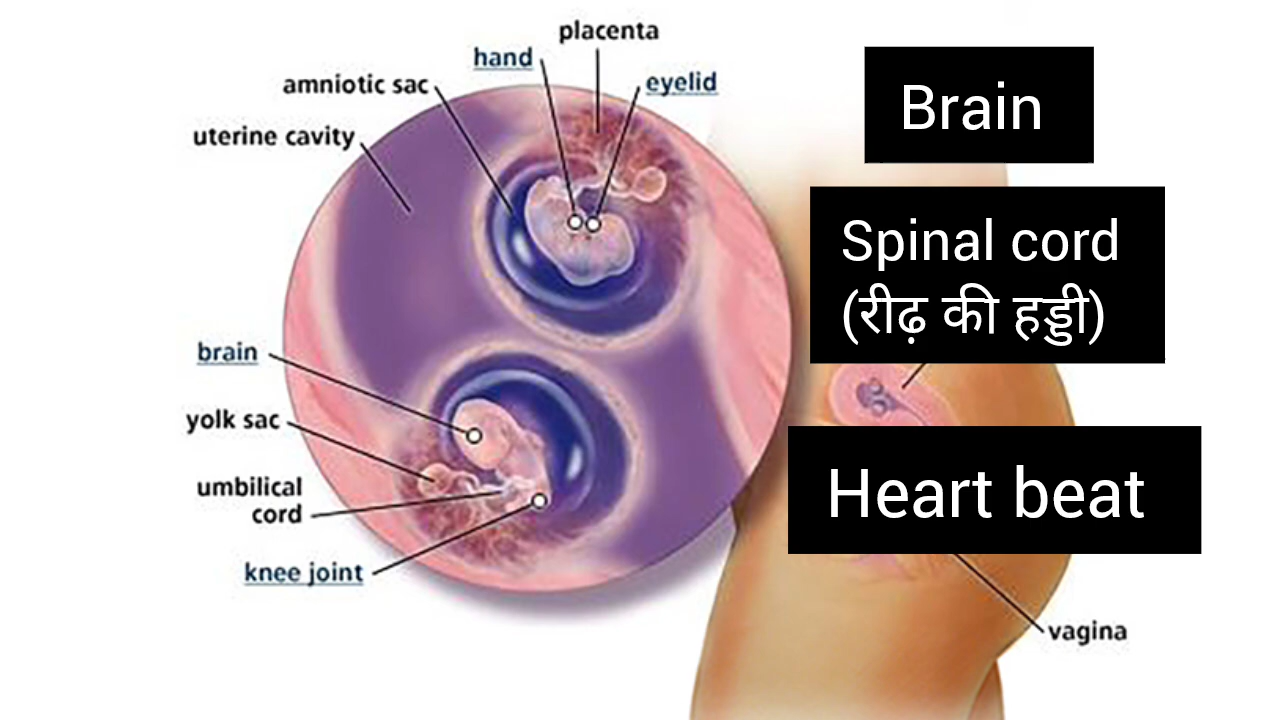 placenta
hand
eyelid
amniotic sac
uterine cavity
brain
yolk sac
umbilical
cord
knee joint
Brain
Spinal cord
(रीढ़ की हड्डी)
Heart beat
vagina